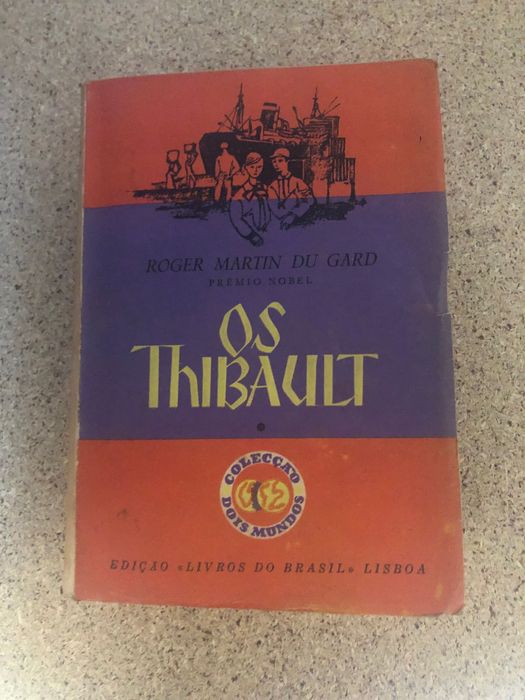 ROGER MARTIN DU GARD
PRÉMIO NOBEL
OS
THIBAULT
*
COLECÇÃO
DOIS MUNDOS
EDIÇÃO «LIVROS DO BRASIL» LISBOA